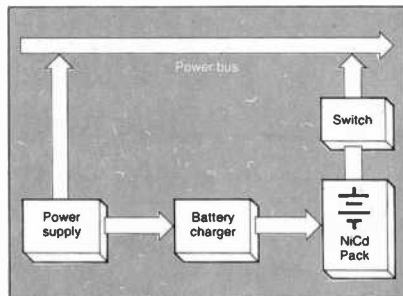 Power bus
Switch
Power
supply
Battery
charger
NiCd
Pack